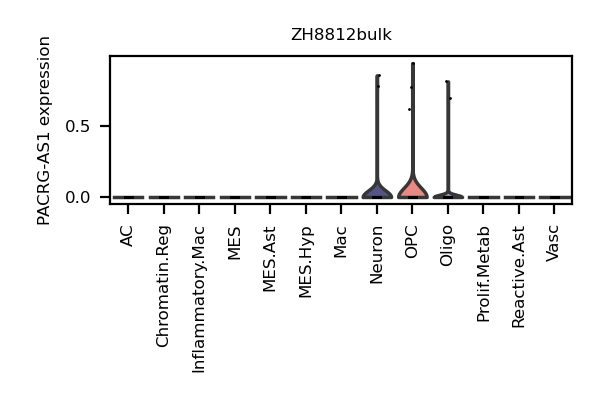 ZH8812bulk
PACRG-AS1 expression
0.5
0.0
AC
Chromatin.Reg
Inflammatory.Mac
MES
MES.Ast
MES.Hyp
Mac
Neuron
OPC
Oligo
Prolif.Metab
Reactive.Ast
Vasc